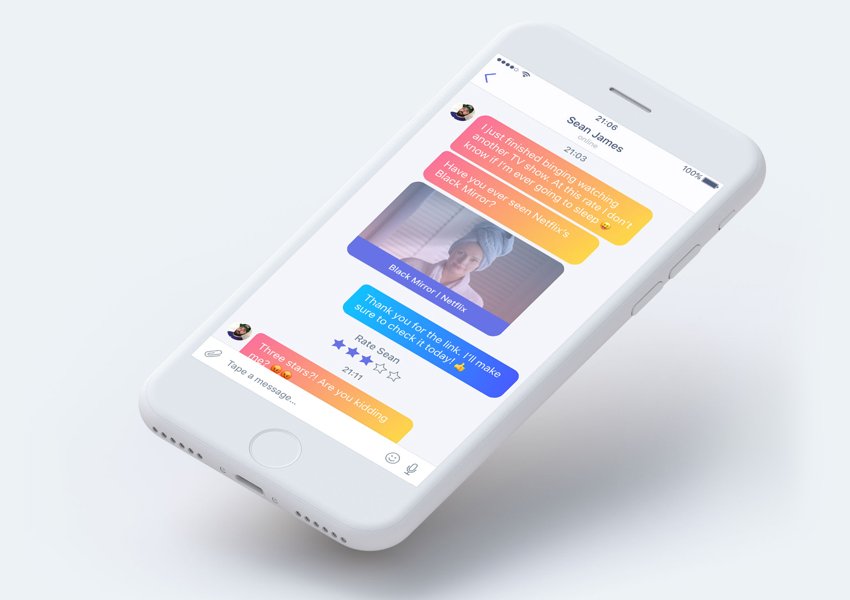 21:06
100%
Sean James
online
21:03
I just finished binging watching
another TV show. At this rate I don't
know if I'm ever going to sleep 😂
Have you ever seen Netflix's
Black Mirror?
Black Mirror | Netflix
Thank you for the link. I'll make
sure to check it today! 👍
Rate Sean
21:11
Three stars?! Are you kidding
me? 😡😡
Tape a message...